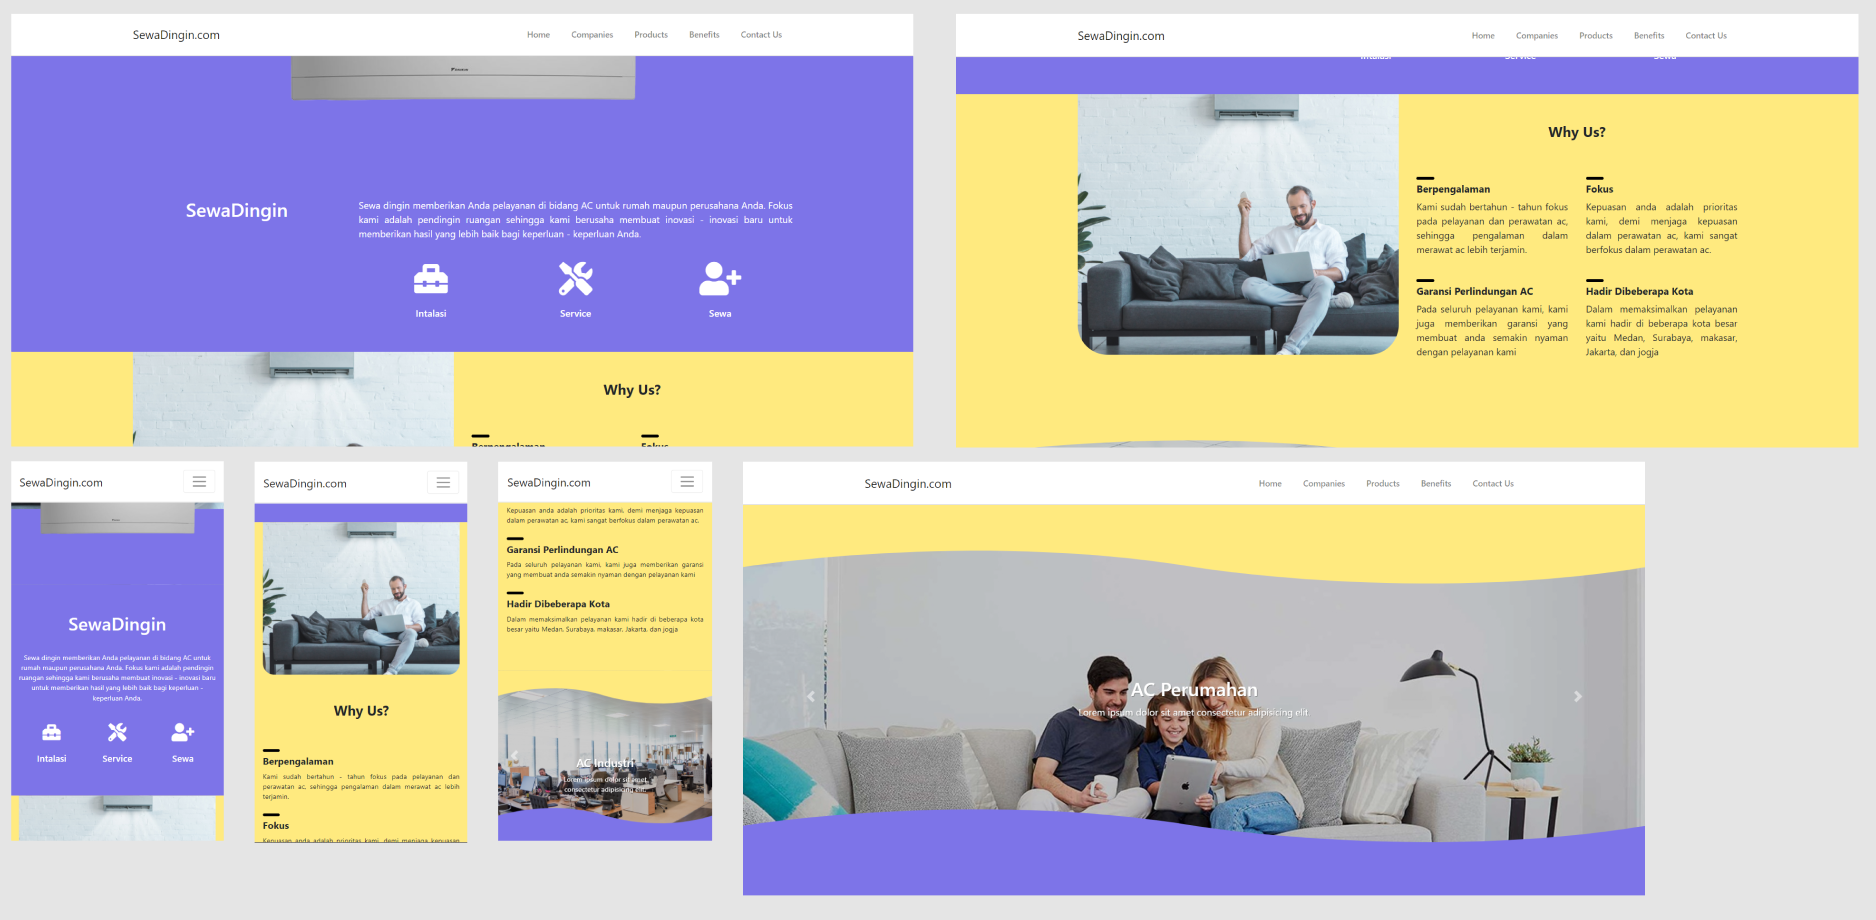 SewaDingin.com
Home Companies Products Benefits Contact Us
SewaDingin
Sewa dingin memberikan Anda pelayanan di bidang AC untuk rumah maupun perusahana Anda. Fokus
kami adalah pendingin ruangan sehingga kami berusaha membuat inovasi - inovasi baru untuk
memberikan hasil yang lebih baik bagi keperluan - keperluan Anda.
Intalasi Service Sewa
Why Us?
Berpengalaman Fokus
SewaDingin.com
Home Companies Products Benefits Contact Us
Intalasi Service Sewa
Why Us?
Berpengalaman
Kami sudah bertahun - tahun fokus
pada pelayanan dan perawatan ac,
sehingga pengalaman dalam
merawat ac lebih terjamin.
Fokus
Kepuasan anda adalah prioritas
kami, demi menjaga kepuasan
dalam perawatan ac, kami sangat
berfokus dalam perawatan ac.
Garansi Perlindungan AC
Pada seluruh pelayanan kami, kami
juga memberikan garansi yang
membuat anda semakin nyaman
dengan pelayanan kami
Hadir Dibeberapa Kota
Dalam memaksimalkan pelayanan
kami hadir di beberapa kota besar
yaitu Medan, Surabaya, makasar,
Jakarta, dan jogja
SewaDingin.com
SewaDingin
Sewa dingin memberikan Anda pelayanan di bidang AC untuk
rumah maupun perusahana Anda. Fokus kami adalah pendingin
ruangan sehingga kami berusaha membuat inovasi - inovasi baru
untuk memberikan hasil yang lebih baik bagi keperluan -
keperluan Anda.
Intalasi Service Sewa
SewaDingin.com
Why Us?
Berpengalaman
Kami sudah bertahun - tahun fokus pada pelayanan dan
perawatan ac, sehingga pengalaman dalam merawat ac lebih
terjamin.
Fokus
Kepuasan anda adalah prioritas kami, demi menjaga kepuasan
SewaDingin.com
Kepuasan anda adalah prioritas kami, demi menjaga kepuasan
dalam perawatan ac, kami sangat berfokus dalam perawatan ac.
Garansi Perlindungan AC
Pada seluruh pelayanan kami, kami juga memberikan garansi
yang membuat anda semakin nyaman dengan pelayanan kami
Hadir Dibeberapa Kota
Dalam memaksimalkan pelayanan kami hadir di beberapa kota
besar yaitu Medan, Surabaya, makasar, Jakarta, dan jogja
AC Industri
Lorem ipsum dolor sit amet
consectetur adipisicing elit.
SewaDingin.com
Home Companies Products Benefits Contact Us
AC Perumahan
Lorem ipsum dolor sit amet consectetur adipisicing elit.